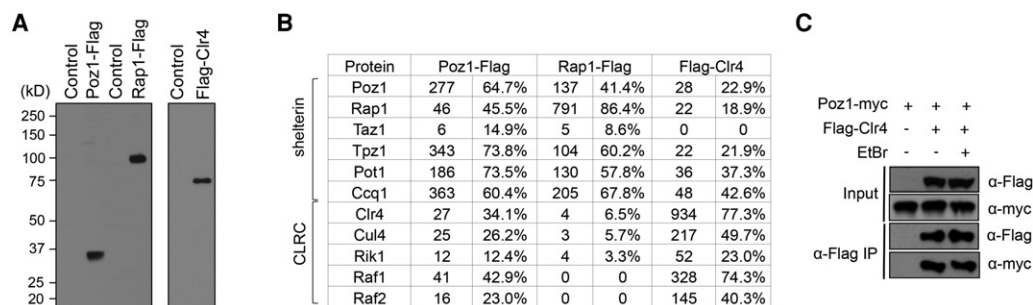 A
Control
Poz1-Flag
Control
Rap1-Flag
Control
Flag-Clr4
(kD)
250
150
100
75
50
37
25
20
B
Protein Poz1-Flag Rap1-Flag Flag-Clr4
shelterin
Poz1 277 64.7% 137 41.4% 28 22.9%
Rap1 46 45.5% 791 86.4% 22 18.9%
Taz1 6 14.9% 5 8.6% 0 0
Tpz1 343 73.8% 104 60.2% 22 21.9%
Pot1 186 73.5% 130 57.8% 36 37.3%
Ccq1 363 60.4% 205 67.8% 48 42.6%
CLRC
Clr4 27 34.1% 4 6.5% 934 77.3%
Cul4 25 26.2% 3 5.7% 217 49.7%
Rik1 12 12.4% 4 3.3% 52 23.0%
Raf1 41 42.9% 0 0 328 74.3%
Raf2 16 23.0% 0 0 145 40.3%
C
Poz1-myc + + +
Flag-Clr4 - + +
EtBr - - +
Input
α-Flag
α-myc
α-Flag IP
α-Flag
α-myc